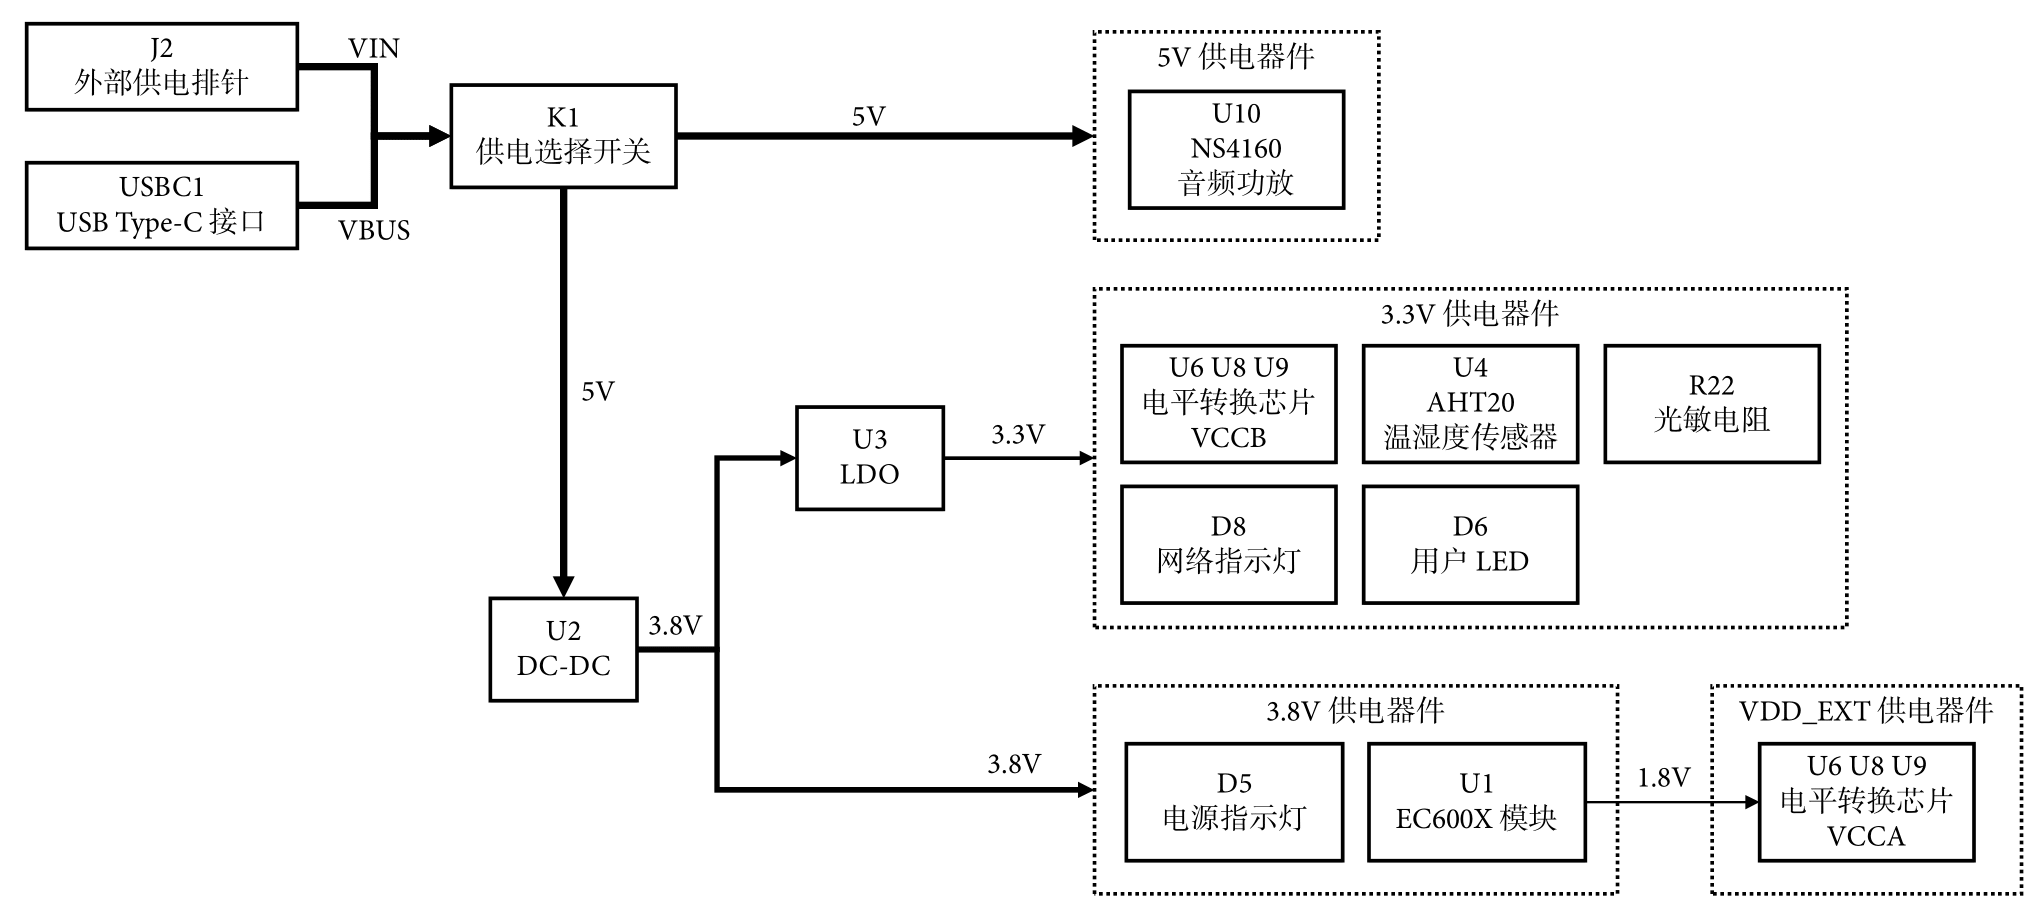 J2
外部供电排针
VIN
USBC1
USB Type-C 接口
VBUS
K1
供电选择开关
5V
5V 供电器件
U10
NS4160
音频功放
5V
U2
DC-DC
3.8V
U3
LDO
3.3V
3.3V 供电器件
U6 U8 U9
电平转换芯片
VCCB
U4
AHT20
温湿度传感器
R22
光敏电阻
D8
网络指示灯
D6
用户 LED
3.8V
3.8V 供电器件
D5
电源指示灯
U1
EC600X 模块
1.8V
VDD_EXT 供电器件
U6 U8 U9
电平转换芯片
VCCA